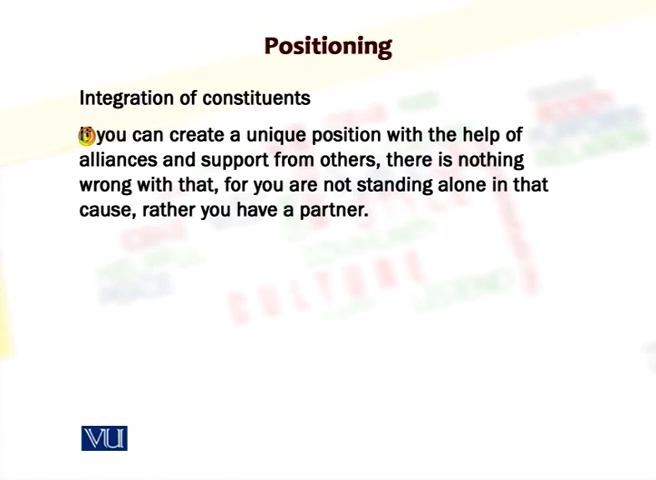 Positioning
Integration of constituents
If you can create a unique position with the help of
alliances and support from others, there is nothing
wrong with that, for you are not standing alone in that
cause, rather you have a partner.
CULTURE
VU